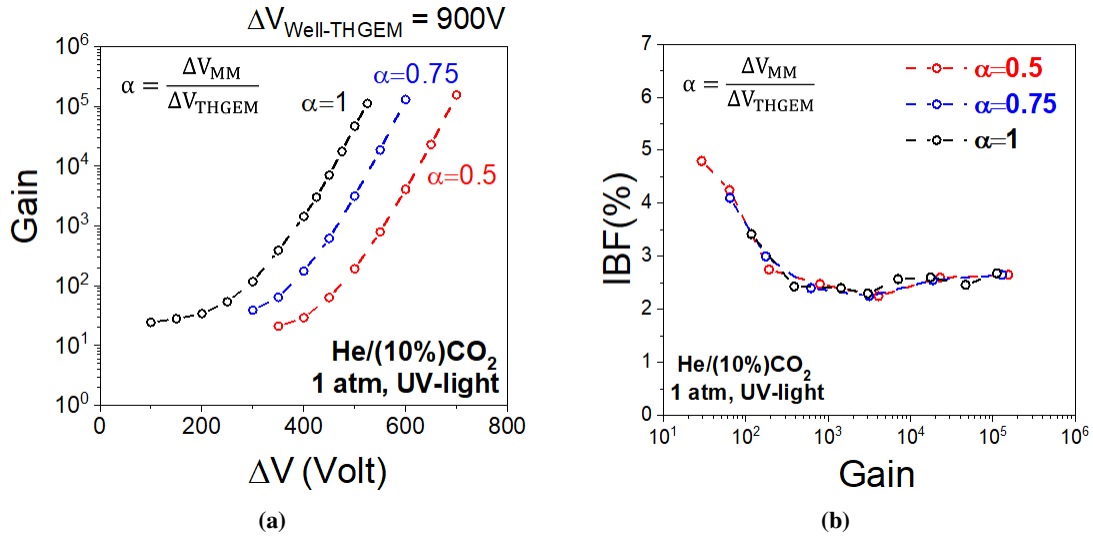 ΔV_Well-THGEM = 900V
10^6
10^5
10^4
10^3
10^2
10^1
10^0
Gain
α = ΔV_MM / ΔV_THGEM
α=1
α=0.75
α=0.5
He/(10%)CO_2
1 atm, UV-light
0 200 400 600 800
ΔV (Volt)
(a)
7
6
5
4
3
2
1
0
IBF(%)
α = ΔV_MM / ΔV_THGEM
α=0.5
α=0.75
α=1
He/(10%)CO_2
1 atm, UV-light
10^1 10^2 10^3 10^4 10^5 10^6
Gain
(b)